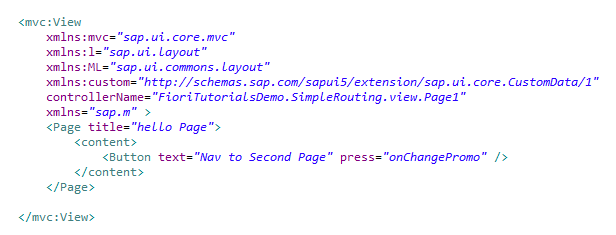 <mvc:View
xmlns:mvc="sap.ui.core.mvc"
xmlns:l="sap.ui.layout"
xmlns:ML="sap.ui.commons.layout"
xmlns:custom="http://schemas.sap.com/sapui5/extension/sap.ui.core.CustomData/1"
controllerName="FioriTutorialsDemo.SimpleRouting.view.Page1"
xmlns="sap.m" >
<Page title="hello Page">
<content>
<Button text="Nav to Second Page" press="onChangePromo" />
</content>
</Page>
</mvc:View>